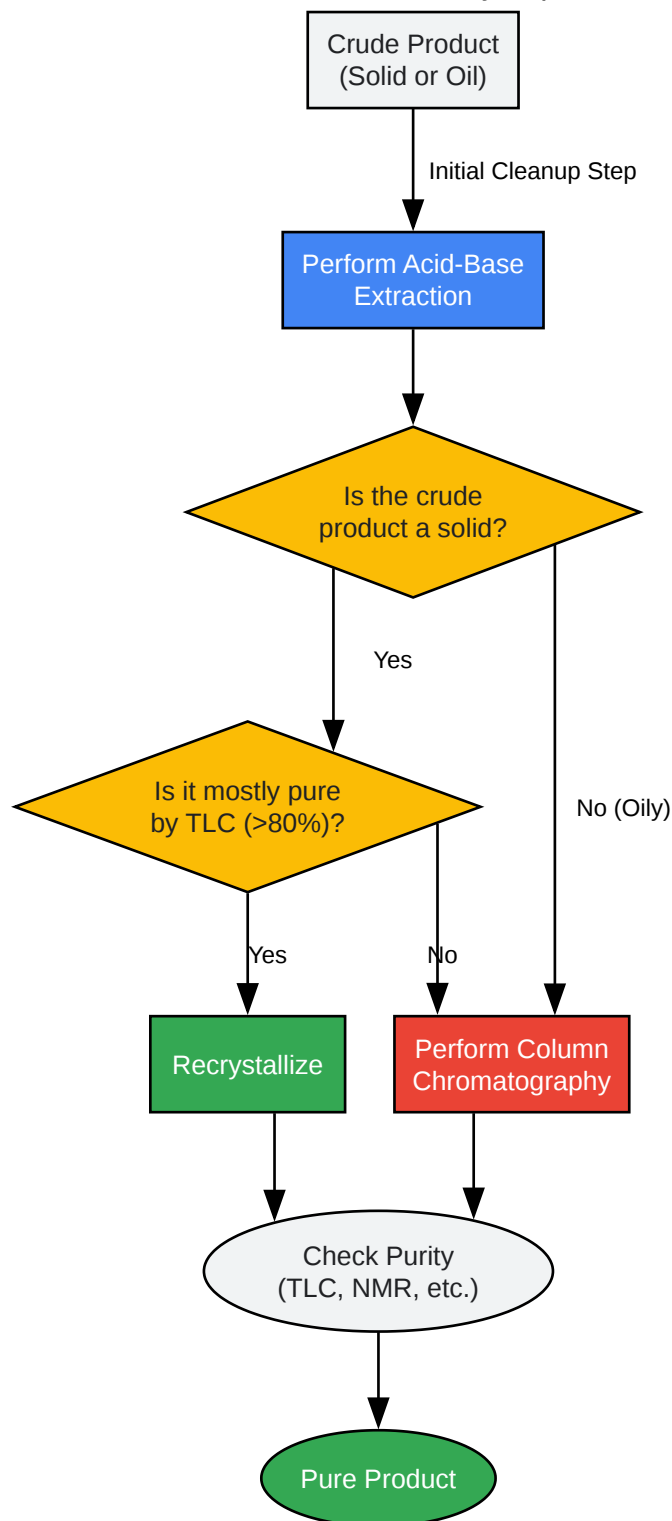 Crude Product
(Solid or Oil)
Initial Cleanup Step
Perform Acid-Base
Extraction
Is the crude
product a solid?
Yes
Is it mostly pure
by TLC (>80%)?
No (Oily)
Yes
No
Recrystallize
Perform Column
Chromatography
Check Purity
(TLC, NMR, etc.)
Pure Product